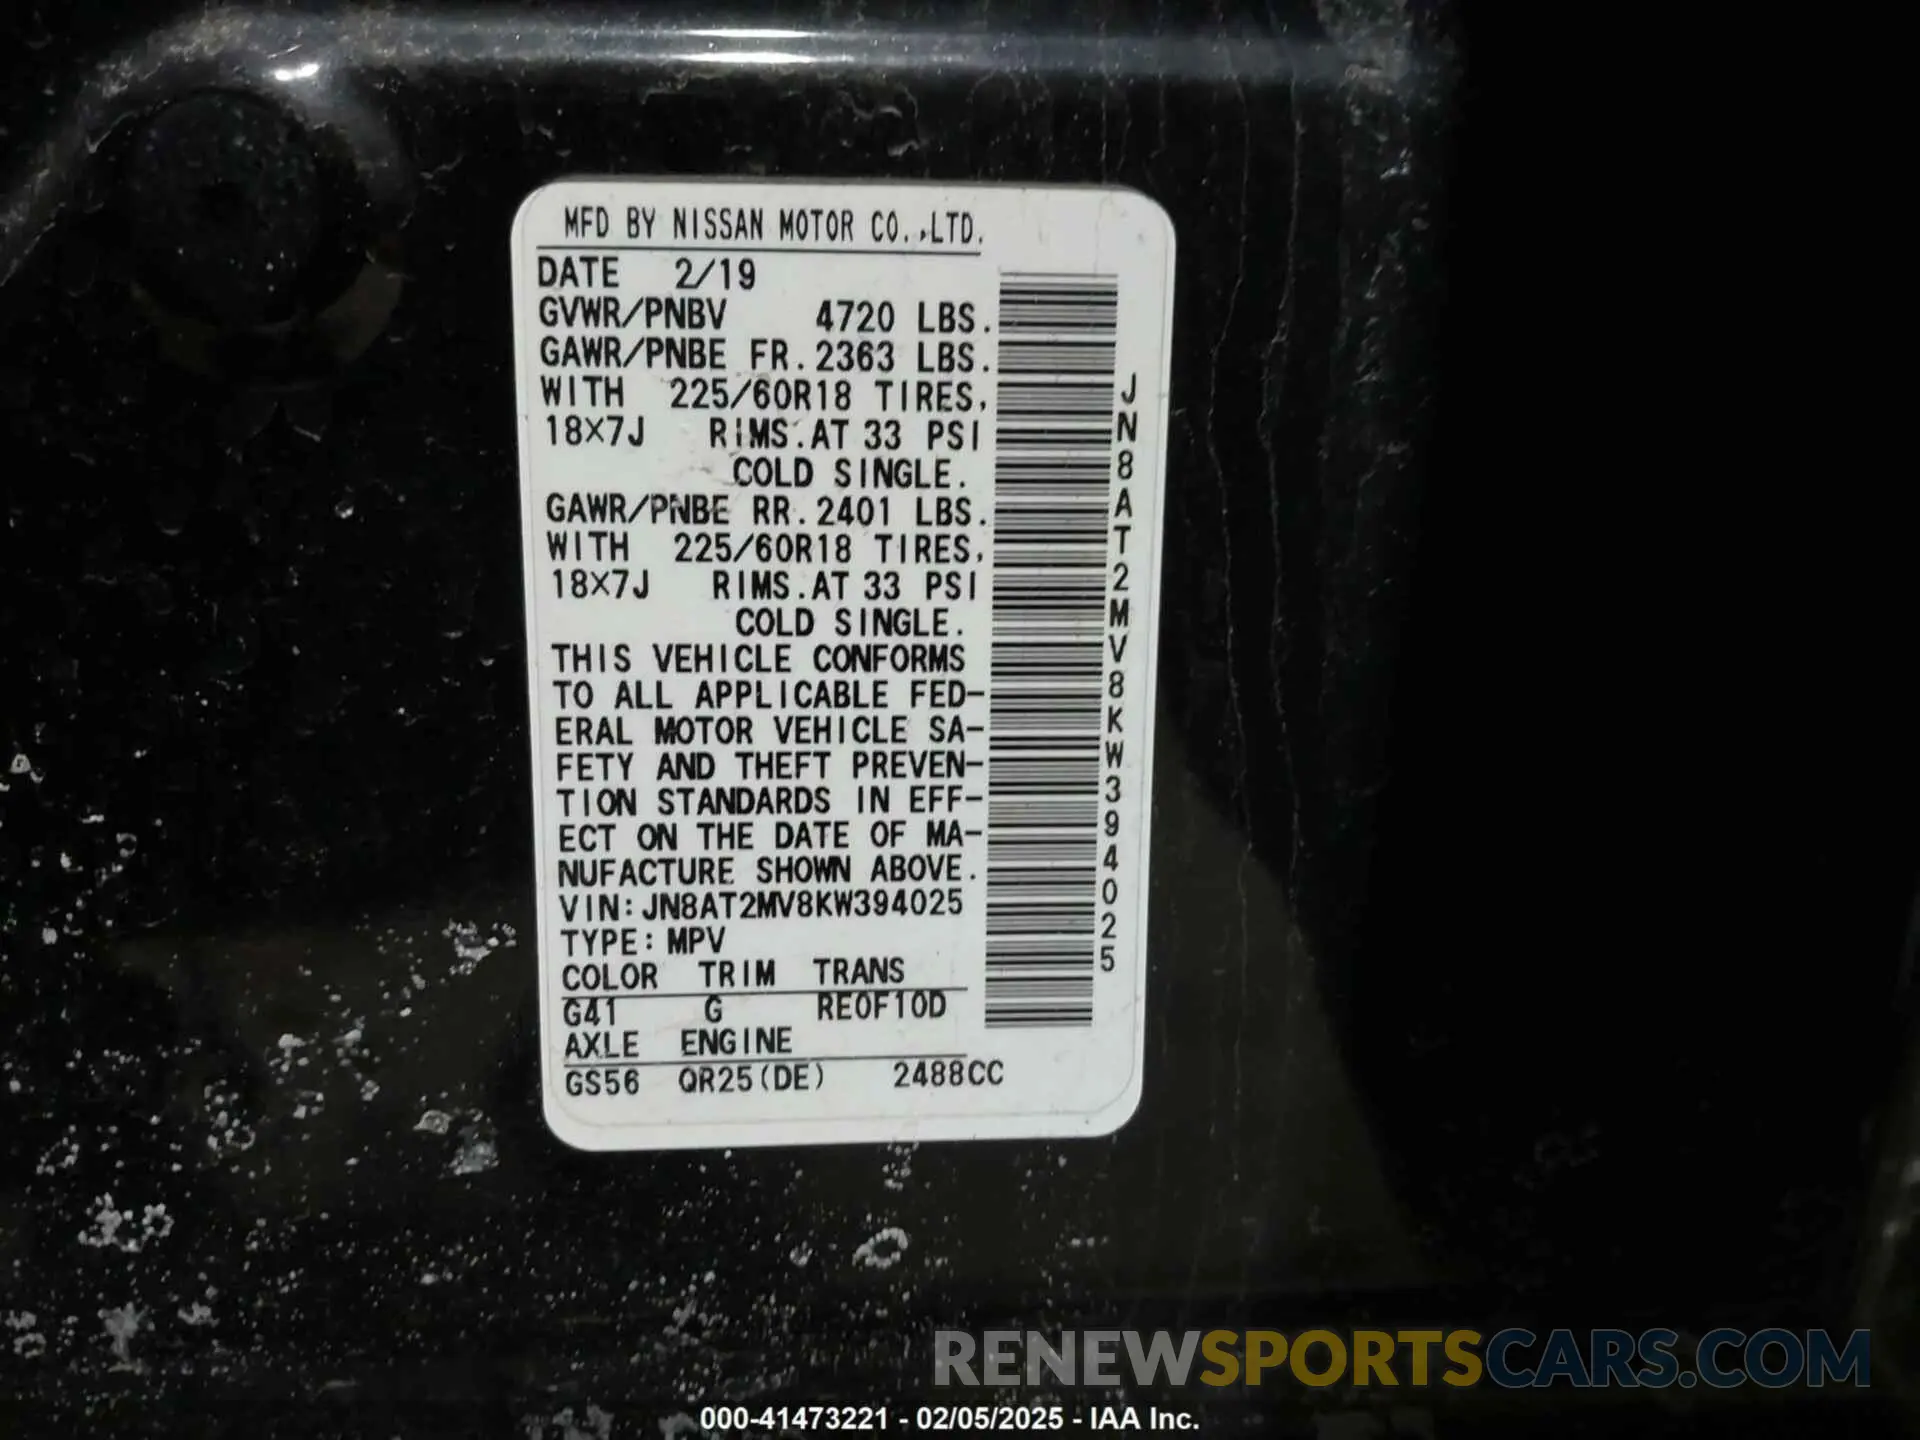 MFD BY NISSAN MOTOR CO.,LTD.
DATE 2/19
GVWR/PNBV 4720 LBS.
GAWR/PNBE FR. 2363 LBS.
WITH 225/60R18 TIRES,
18×7J RIMS. AT 33 PSI
COLD SINGLE.
GAWR/PNBE RR. 2401 LBS.
WITH 225/60R18 TIRES,
18×7J RIMS. AT 33 PSI
COLD SINGLE.
THIS VEHICLE CONFORMS
TO ALL APPLICABLE FED-
ERAL MOTOR VEHICLE SA-
FETY AND THEFT PREVEN-
TION STANDARDS IN EFF-
ECT ON THE DATE OF MA-
NUFACTURE SHOWN ABOVE.
VIN: JN8AT2MV8KW394025
TYPE: MPV
COLOR TRIM TRANS
G41 G RE0F10D
AXLE ENGINE
GS56 QR25(DE) 2488CC
JN8AT2MV8KW394025
RENEWSPORTSCARS.COM
000-41473221 - 02/05/2025 - IAA Inc.